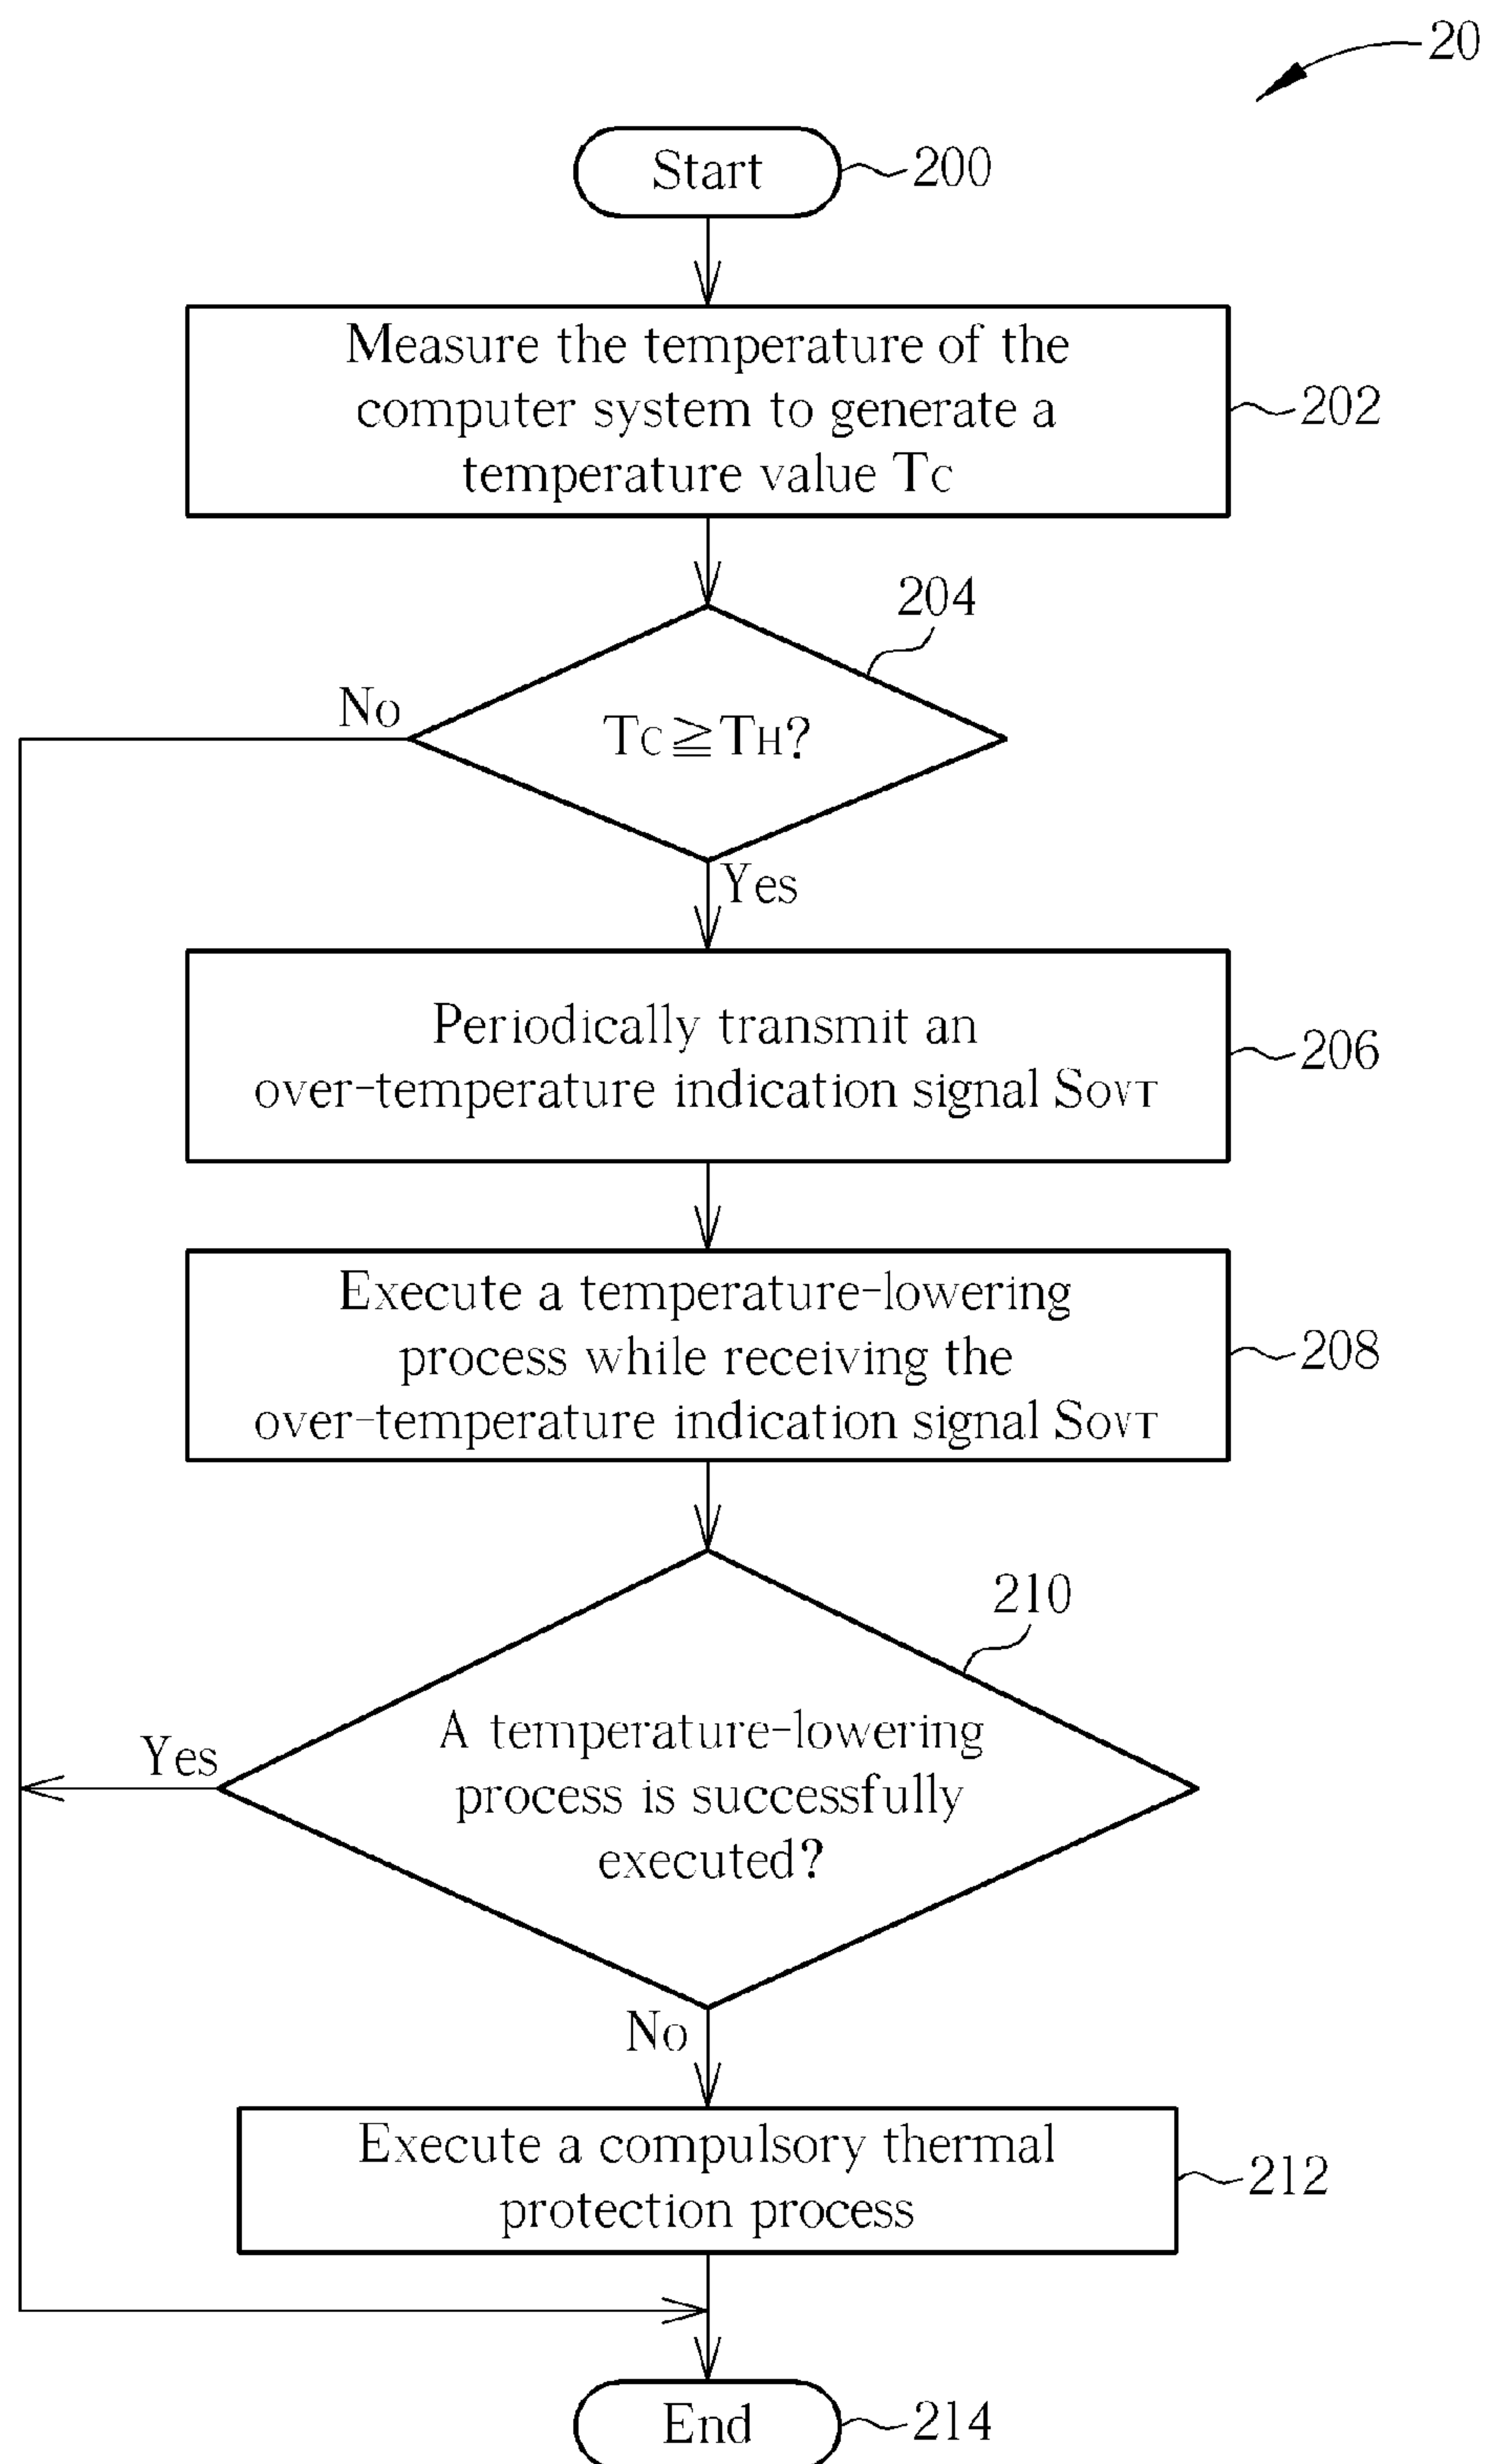 20
Start
200
Measure the temperature of the
computer system to generate a
temperature value TC
202
204
No
TC≧TH?
Yes
Periodically transmit an
over-temperature indication signal SOVT
206
Execute a temperature-lowering
process while receiving the
over-temperature indication signal SOVT
208
210
Yes
A temperature-lowering
process is successfully
executed?
No
Execute a compulsory thermal
protection process
212
End
214